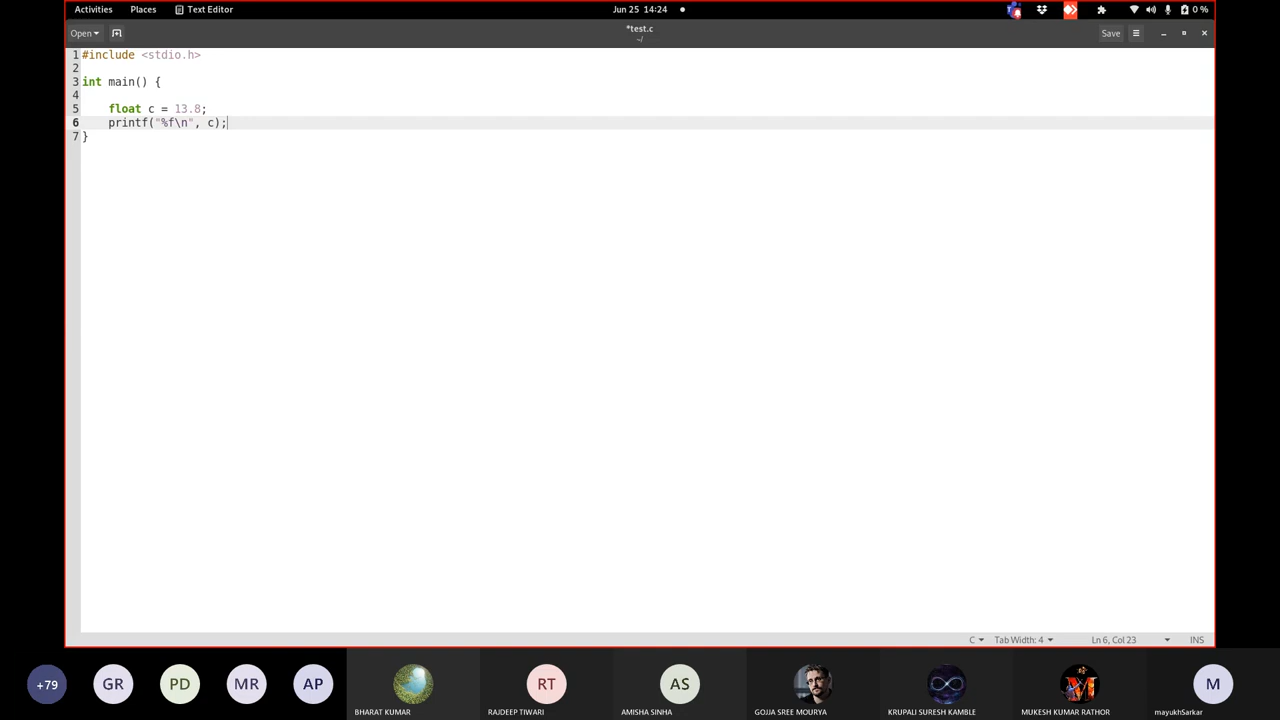 Activities Places Text Editor Jun 25 14:24 0 %
Open *test.c Save
~/
1 #include <stdio.h>
2
3 int main() {
4
5 float c = 13.8;
6 printf("%f\n", c);
7 }
C Tab Width: 4 Ln 6, Col 23 INS
+79 GR PD MR AP RT AS M
BHARAT KUMAR RAJDEEP TIWARI AMISHA SINHA GOJJA SREE MOURYA KRUPALI SURESH KAMBLE MUKESH KUMAR RATHOR mayukhSarkar